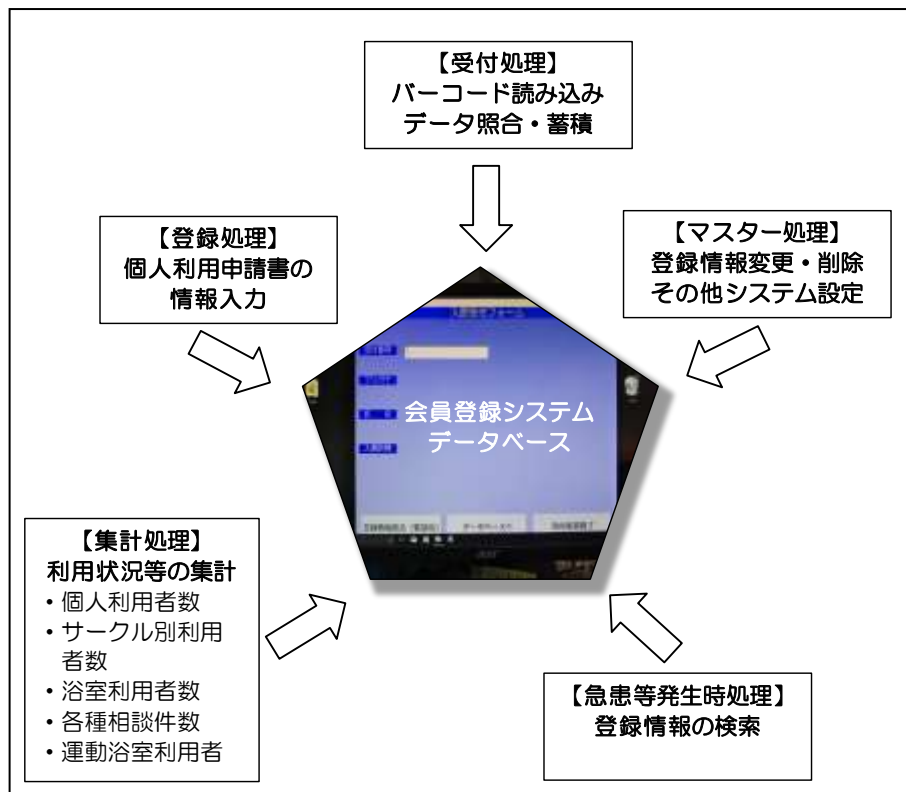 【受付処理】
バーコード読み込み
データ照合・蓄積
【登録処理】
個人利用申請書の
情報入力
【マスター処理】
登録情報変更・削除
その他システム設定
会員登録システム
データベース
【集計処理】
利用状況等の集計
・個人利用者数
・サークル別利用
者数
・浴室利用者数
・各種相談件数
・運動浴室利用者
【急患等発生時処理】
登録情報の検索